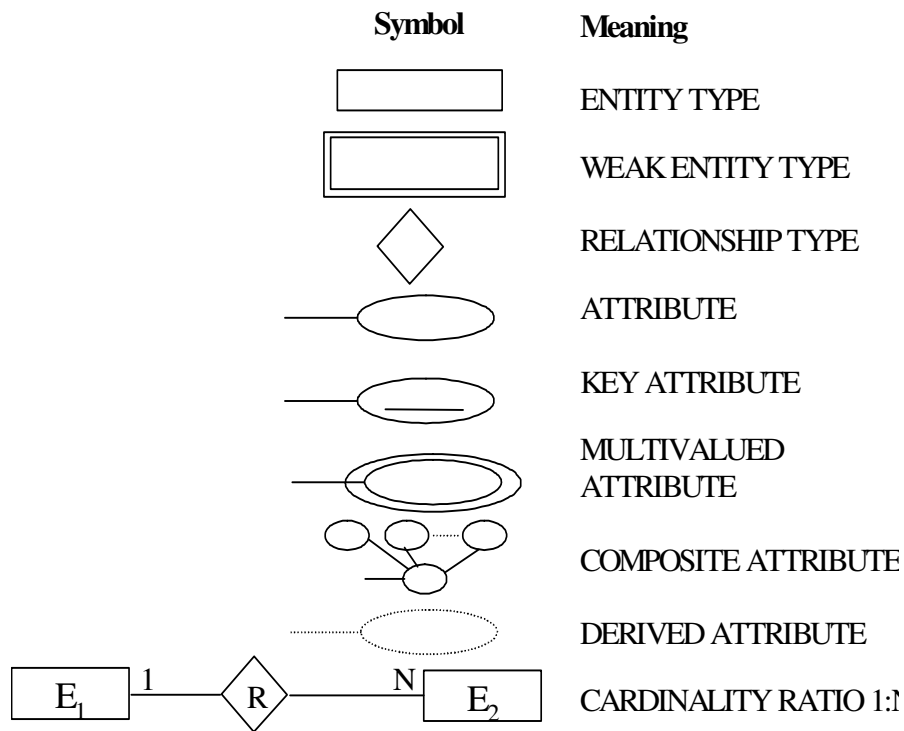 Symbol Meaning
ENTITY TYPE
WEAK ENTITY TYPE
RELATIONSHIP TYPE
ATTRIBUTE
KEY ATTRIBUTE
MULTIVALUED
ATTRIBUTE
COMPOSITE ATTRIBUTE
DERIVED ATTRIBUTE
E1 1 R N E2 CARDINALITY RATIO 1:N